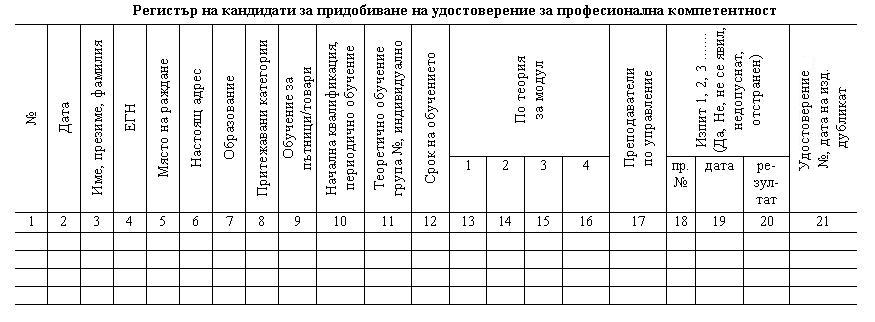 Регистър на кандидати за придобиване на удостоверение за професионална компетентност
№
Дата
Име, презиме, фамилия
ЕГН
Място на раждане
Настоящ адрес
Образование
Притежавани категории
Обучение за
пътници/товари
Начална квалификация,
периодично обучение
Теоретично обучение
група №, индивидуално
Срок на обучението
По теория
за модул
1 2 3 4
Преподаватели
по управление
Изпит 1, 2, 3 ......
(Да, Не, не се явил,
недопуснат,
отстранен)
пр.
№
дата
ре-
зул-
тат
Удостоверение
№, дата на изд.
дубликат
1 2 3 4 5 6 7 8 9 10 11 12 13 14 15 16 17 18 19 20 21